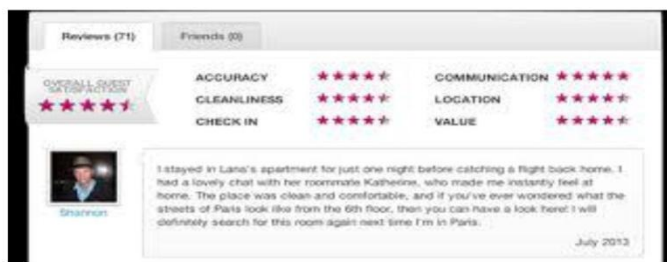 Reviews (71)
Friends (0)
OVERALL GUEST
SATISFACTION
ACCURACY
COMMUNICATION
CLEANLINESS
LOCATION
CHECK IN
VALUE
I stayed in Lana's apartment for just one night before catching a flight back home. I
had a lovely chat with her roommate Katherine, who made me instantly feel at
home. The place was clean and comfortable, and if you've ever wondered what the
streets of Paris look like from the 6th floor, then you can have a look here! I will
definitely search for this room again next time I'm in Paris.
Shannon
July 2013